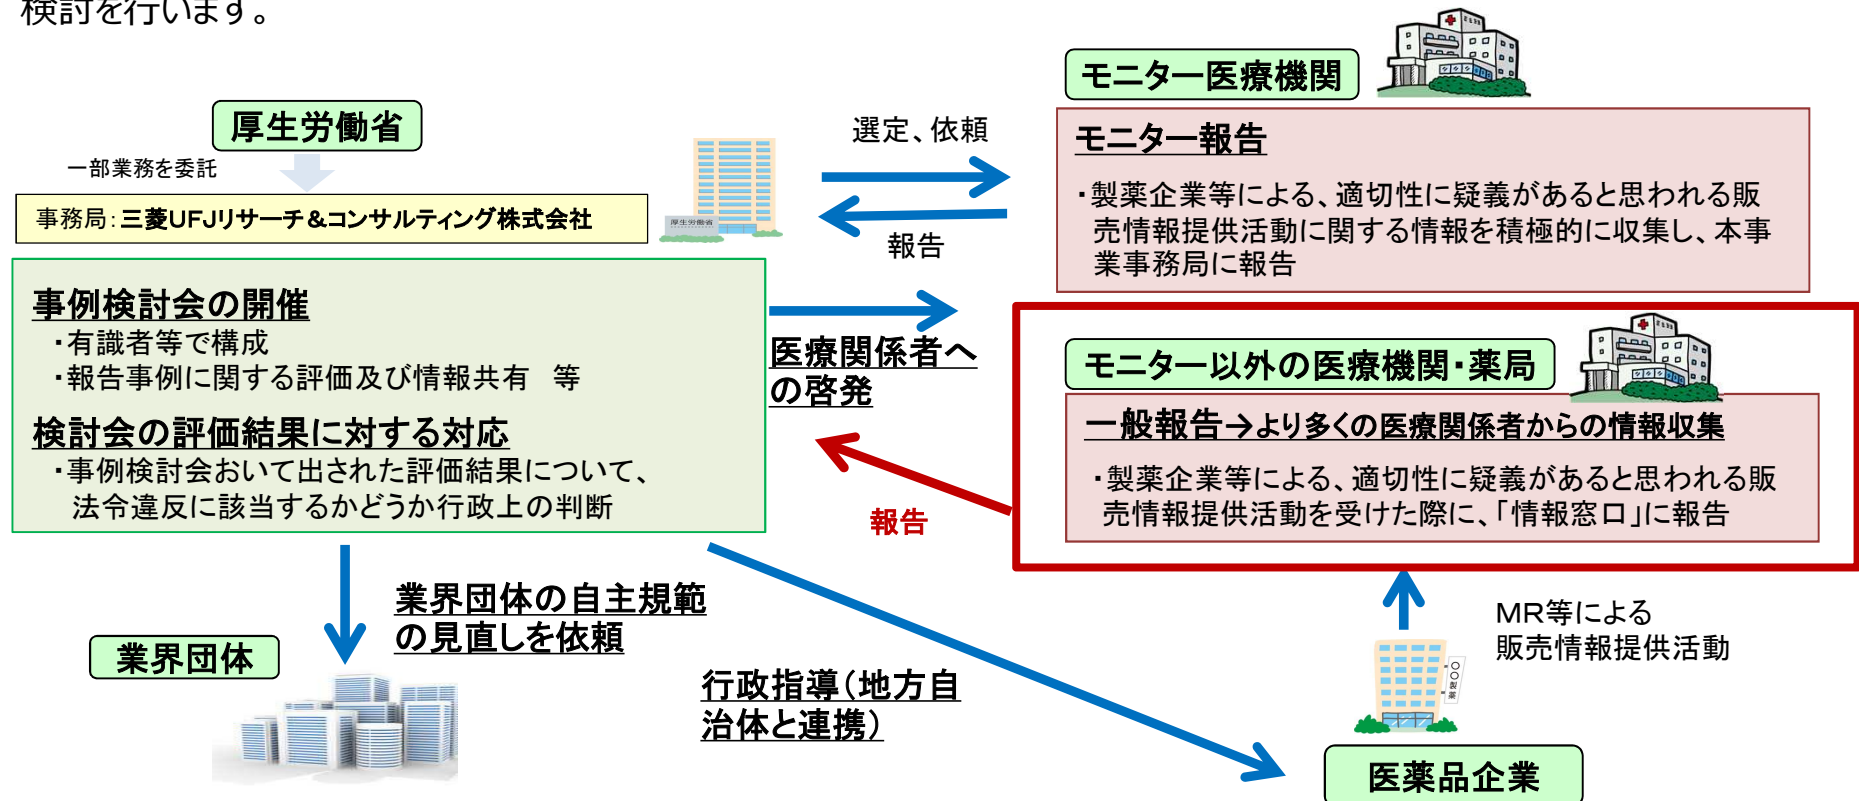 検討を行います。
厚生労働省
一部業務を委託
事務局：三菱UFJリサーチ＆コンサルティング株式会社
厚生労働省
事例検討会の開催
・有識者等で構成
・報告事例に関する評価及び情報共有　等
検討会の評価結果に対する対応
・事例検討会おいて出された評価結果について、
法令違反に該当するかどうか行政上の判断
選定、依頼
報告
医療関係者へ
の啓発
報告
モニター医療機関
モニター報告
・製薬企業等による、適切性に疑義があると思われる販
売情報提供活動に関する情報を積極的に収集し、本事
業事務局に報告
モニター以外の医療機関・薬局
一般報告→より多くの医療関係者からの情報収集
・製薬企業等による、適切性に疑義があると思われる販
売情報提供活動を受けた際に、「情報窓口」に報告
業界団体の自主規範
の見直しを依頼
業界団体
行政指導（地方自
治体と連携）
MR等による
販売情報提供活動
〇〇製薬
医薬品企業